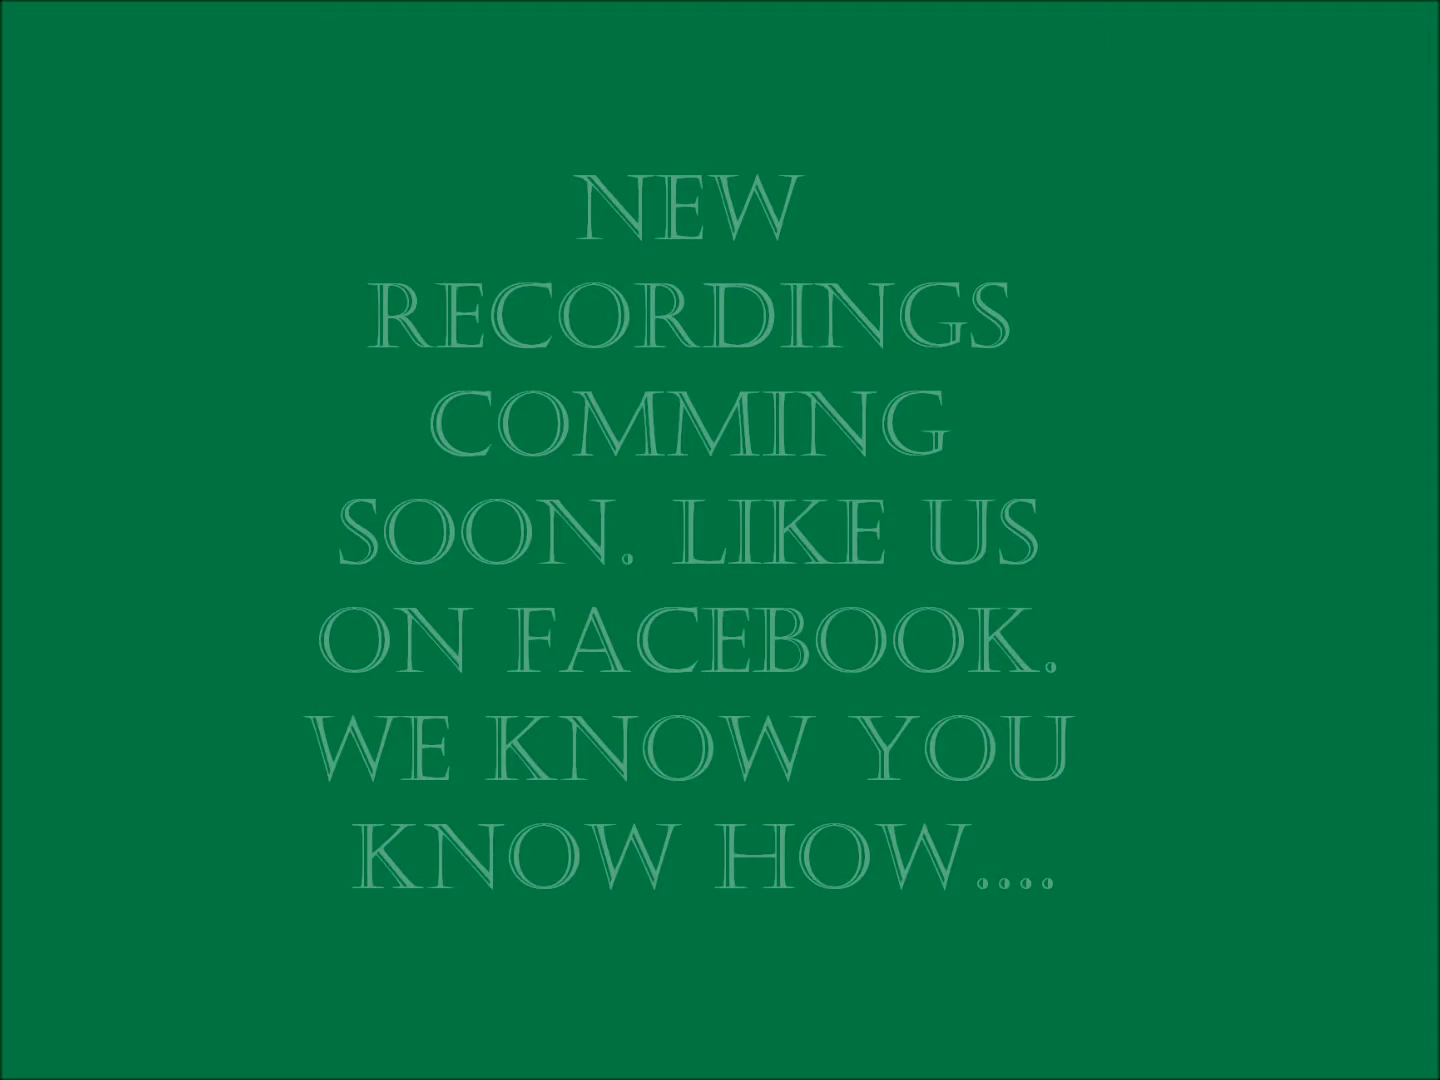 NEW
RECORDINGS
COMMING
SOON. LIKE US
ON FACEBOOK.
WE KNOW YOU
KNOW HOW....